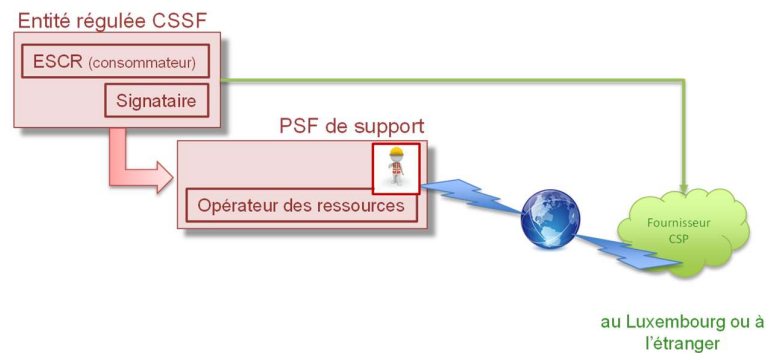 Entité régulée CSSF
ESCR (consommateur)
Signataire
PSF de support
Opérateur des ressources
Fournisseur
CSP
au Luxembourg ou à
l'étranger